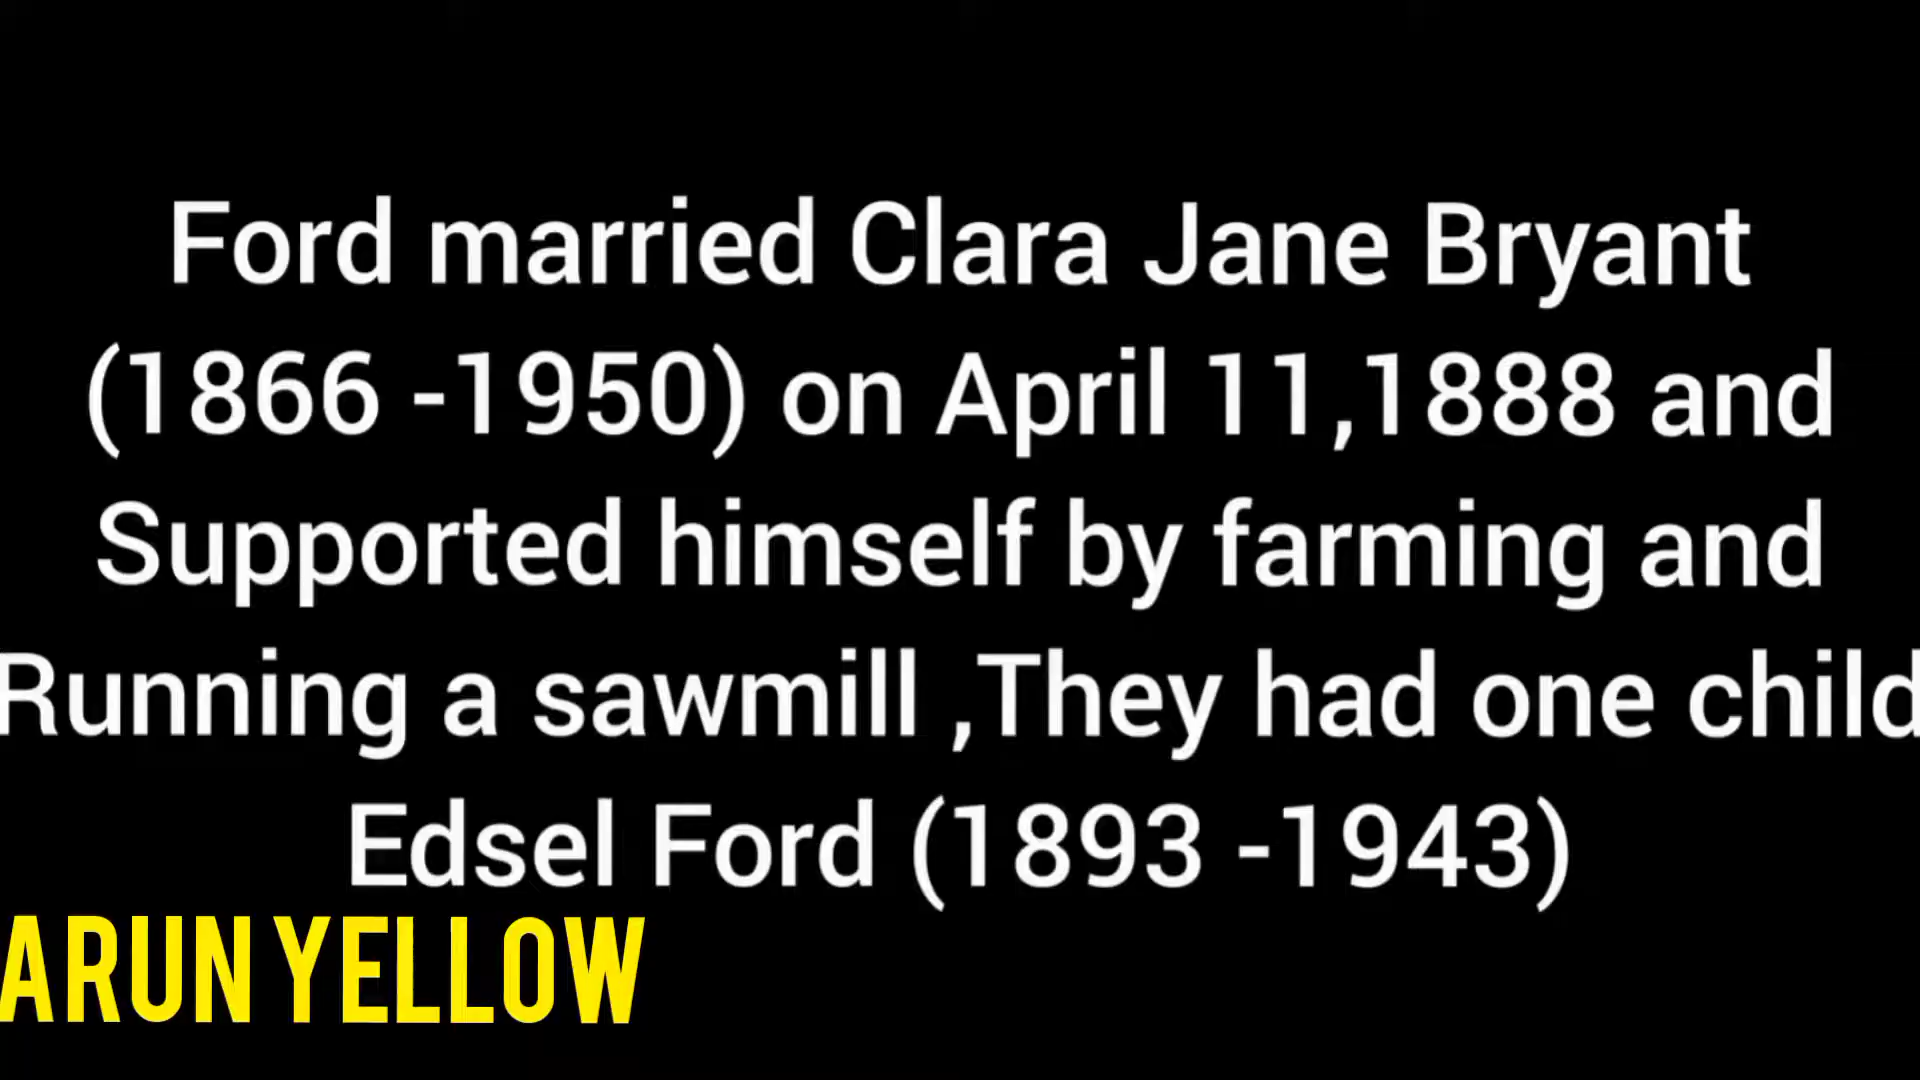 Ford married Clara Jane Bryant
(1866 -1950) on April 11,1888 and
Supported himself by farming and
Running a sawmill ,They had one child
Edsel Ford (1893 -1943)
ARUN YELLOW